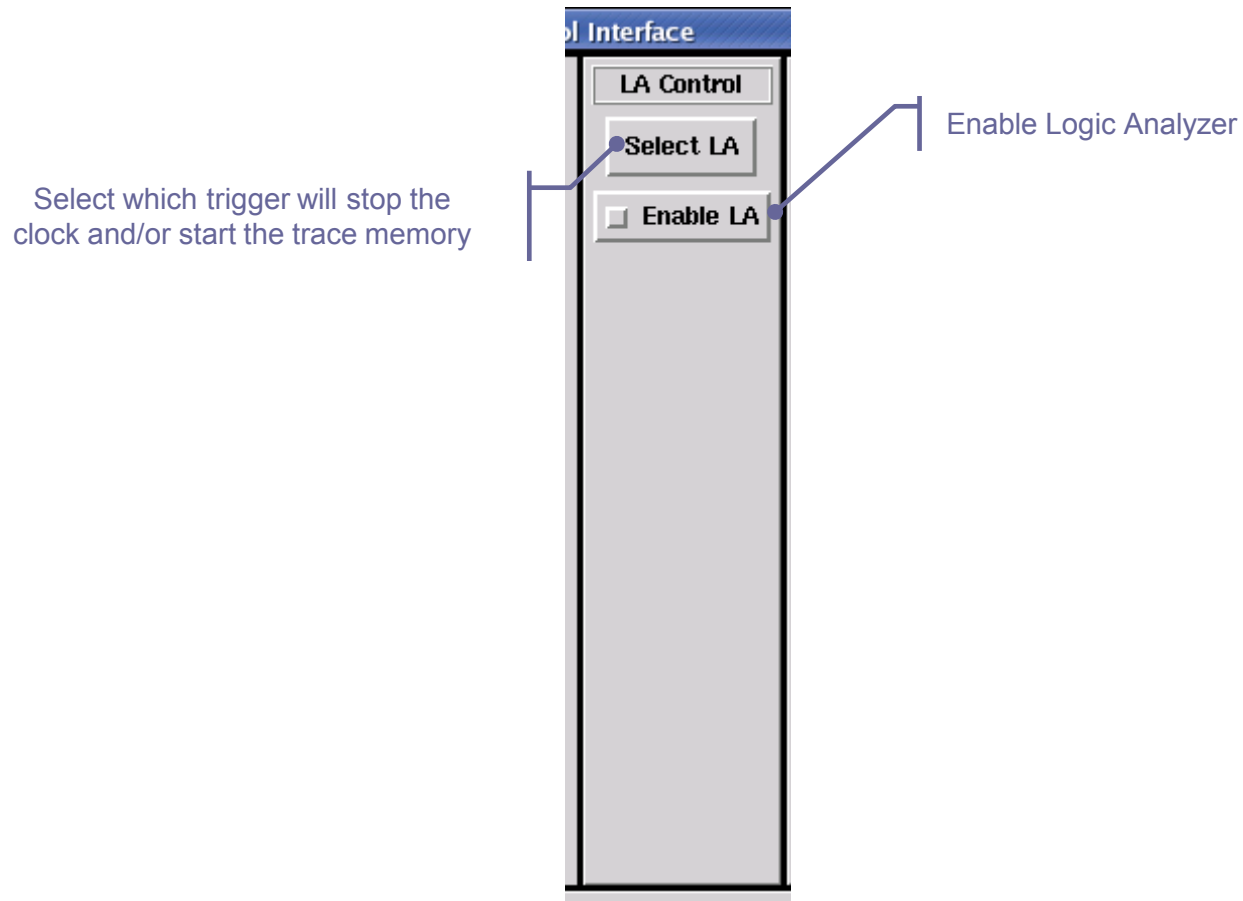 ol Interface
LA Control
Select LA
Enable LA
Enable Logic Analyzer
Select which trigger will stop the
clock and/or start the trace memory